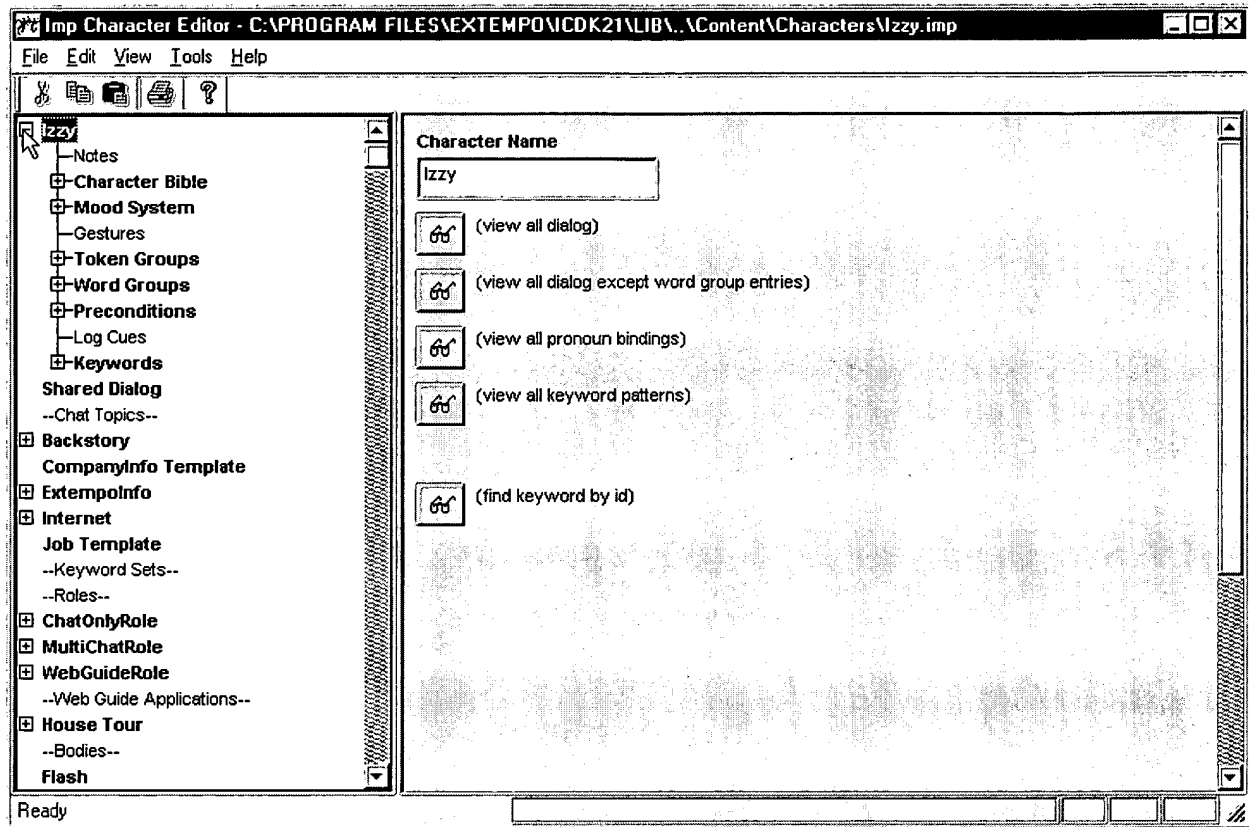 Imp Character Editor - C:\PROGRAM FILES\EXTEMPO\ICDK21\LIB\..\Content\Characters\Izzy.imp
File Edit View Tools Help
Izzy
Notes
Character Bible
Mood System
Gestures
Token Groups
Word Groups
Preconditions
Log Cues
Keywords
Shared Dialog
--Chat Topics--
Backstory
CompanyInfo Template
ExtempoInfo
Internet
Job Template
--Keyword Sets--
--Roles--
ChatOnlyRole
MultiChatRole
WebGuideRole
--Web Guide Applications--
House Tour
--Bodies--
Flash
Character Name
Izzy
(view all dialog)
(view all dialog except word group entries)
(view all pronoun bindings)
(view all keyword patterns)
(find keyword by id)
Ready